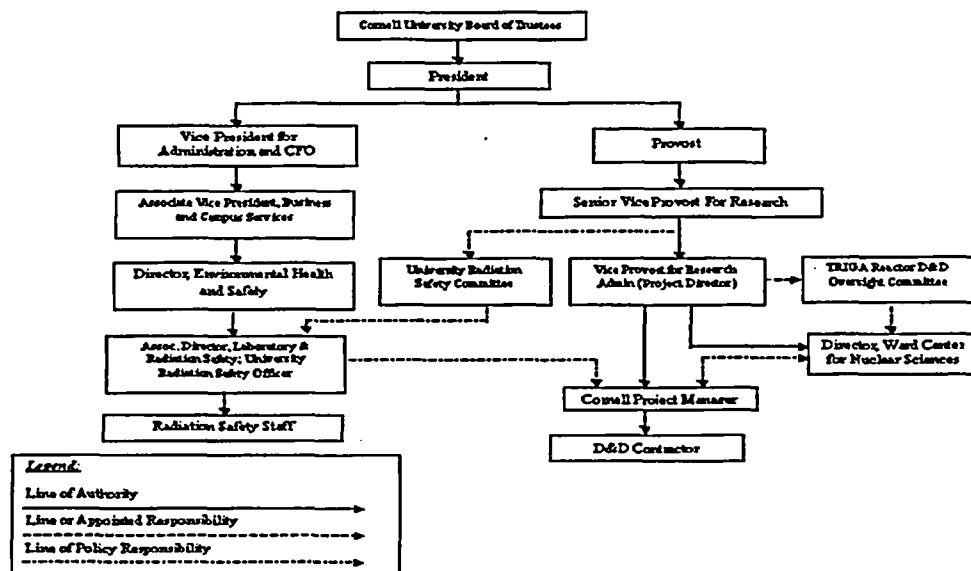 Cornell University Board of Trustees
President
Vice President for
Administration and CFO
Provost
Associate Vice President, Business
and Campus Services
Senior Vice Provost For Research
Director, Environmental Health
and Safety
University Radiation
Safety Committee
Vice Provost for Research
Admin (Project Director)
TRIGA Reactor D&D
Oversight Committee
Assoc. Director, Laboratory &
Radiation Safety; University
Radiation Safety Officer
Director, Ward Center
for Nuclear Sciences
Cornell Project Manager
Radiation Safety Staff
D&D Contractor
Legend:
Line of Authority
Line or Appointed Responsibility
Line of Policy Responsibility